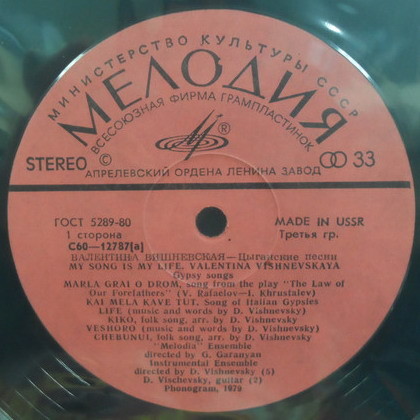 МИНИСТЕРСТВО КУЛЬТУРЫ СССР
МЕЛОДИЯ
ВСЕСОЮЗНАЯ ФИРМА ГРАМПЛАСТИНОК
®
STEREO © 33
АПРЕЛЕВСКИЙ ОРДЕНА ЛЕНИНА ЗАВОД
ГОСТ 5289-80 MADE IN USSR
1 сторона Третья гр.
С60—12787(а)
ВАЛЕНТИНА ВИШНЕВСКАЯ—Цыганские песни
MY SONG IS MY LIFE. VALENTINA VISHNEVSKAYA
Gypsy songs
MARLA GRAI O DROM, song from the play "The Law of
Our Forefathers" (V. Rafaelov—I. Khrustalev)
KAI MELA KAVE TUT, Song of Italian Gypsies
LIFE (music and words by D. Vishnevsky)
KIKO, folk song, arr. by D. Vishnevsky
VESHORO (music and words by D. Vishnevsky)
CHEBUNUI, folk song, arr. by D. Vishnevsky
"Melodia" Ensemble
directed by G. Garanyan
Instrumental Ensemble
directed by D. Vishnevsky (5)
D. Vischevsky, guitar (2)
Phonogram, 1979